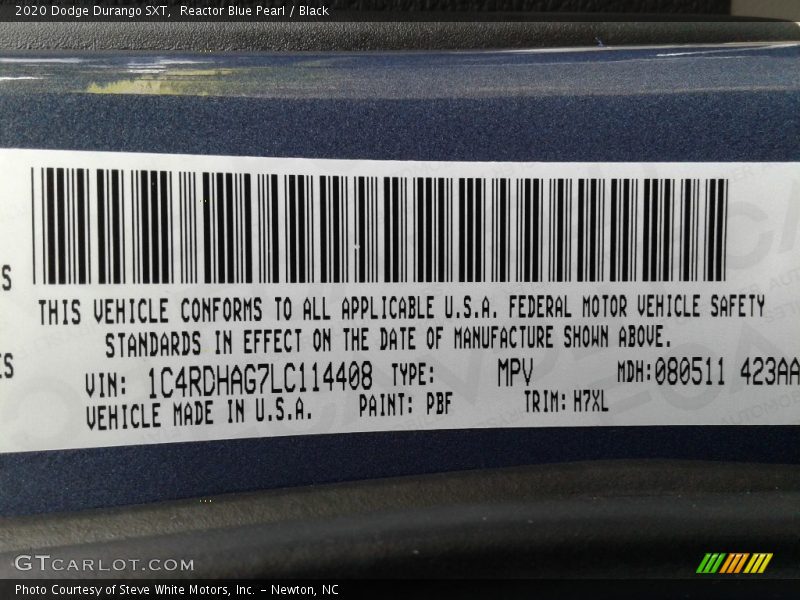 2020 Dodge Durango SXT,  Reactor Blue Pearl / Black
S
THIS VEHICLE CONFORMS TO ALL APPLICABLE U.S.A. FEDERAL MOTOR VEHICLE SAFETY
STANDARDS IN EFFECT ON THE DATE OF MANUFACTURE SHOWN ABOVE.
ES
VIN: 1C4RDHAG7LC114408 TYPE: MPV MDH:080511 423AA
VEHICLE MADE IN U.S.A. PAINT: PBF TRIM: H7XL
GTCARLOT.COM
Photo Courtesy of Steve White Motors, Inc. – Newton, NC